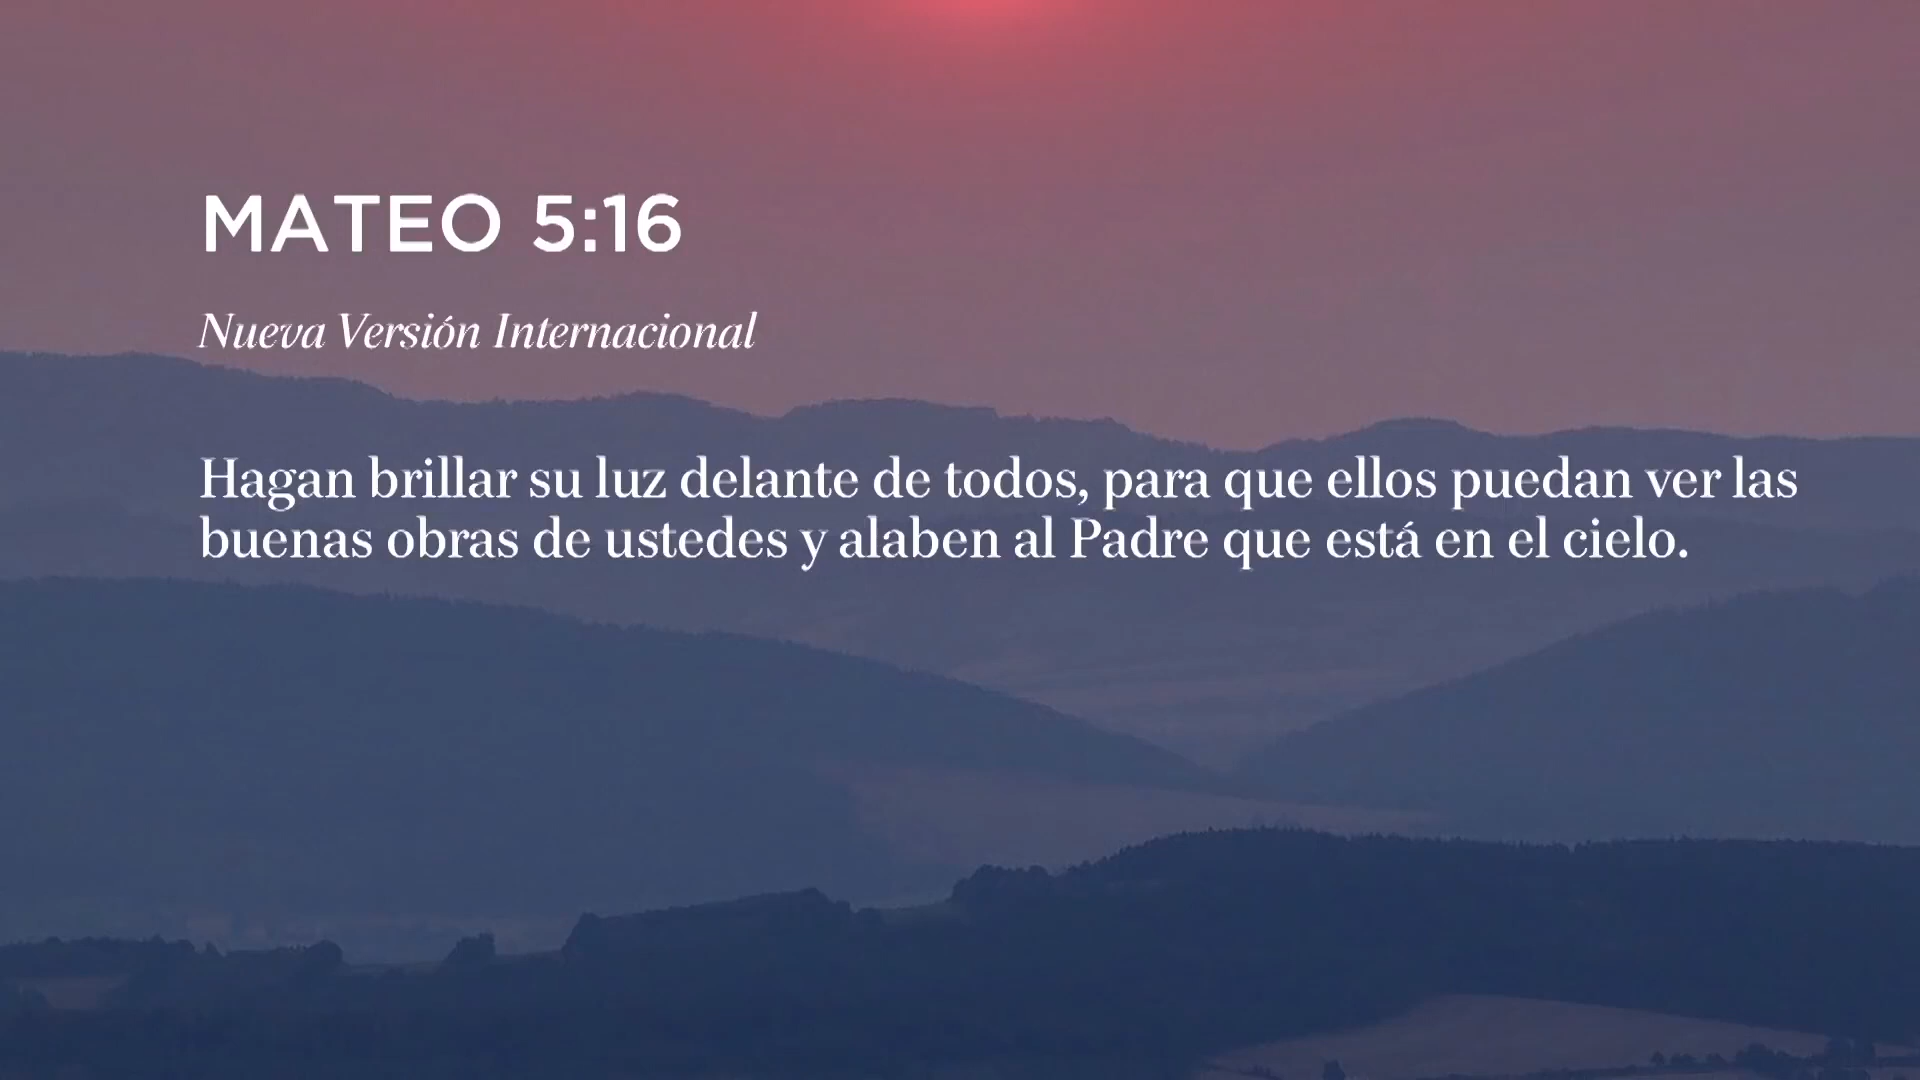 MATEO 5:16
Nueva Versión Internacional
Hagan brillar su luz delante de todos, para que ellos puedan ver las
buenas obras de ustedes y alaben al Padre que está en el cielo.